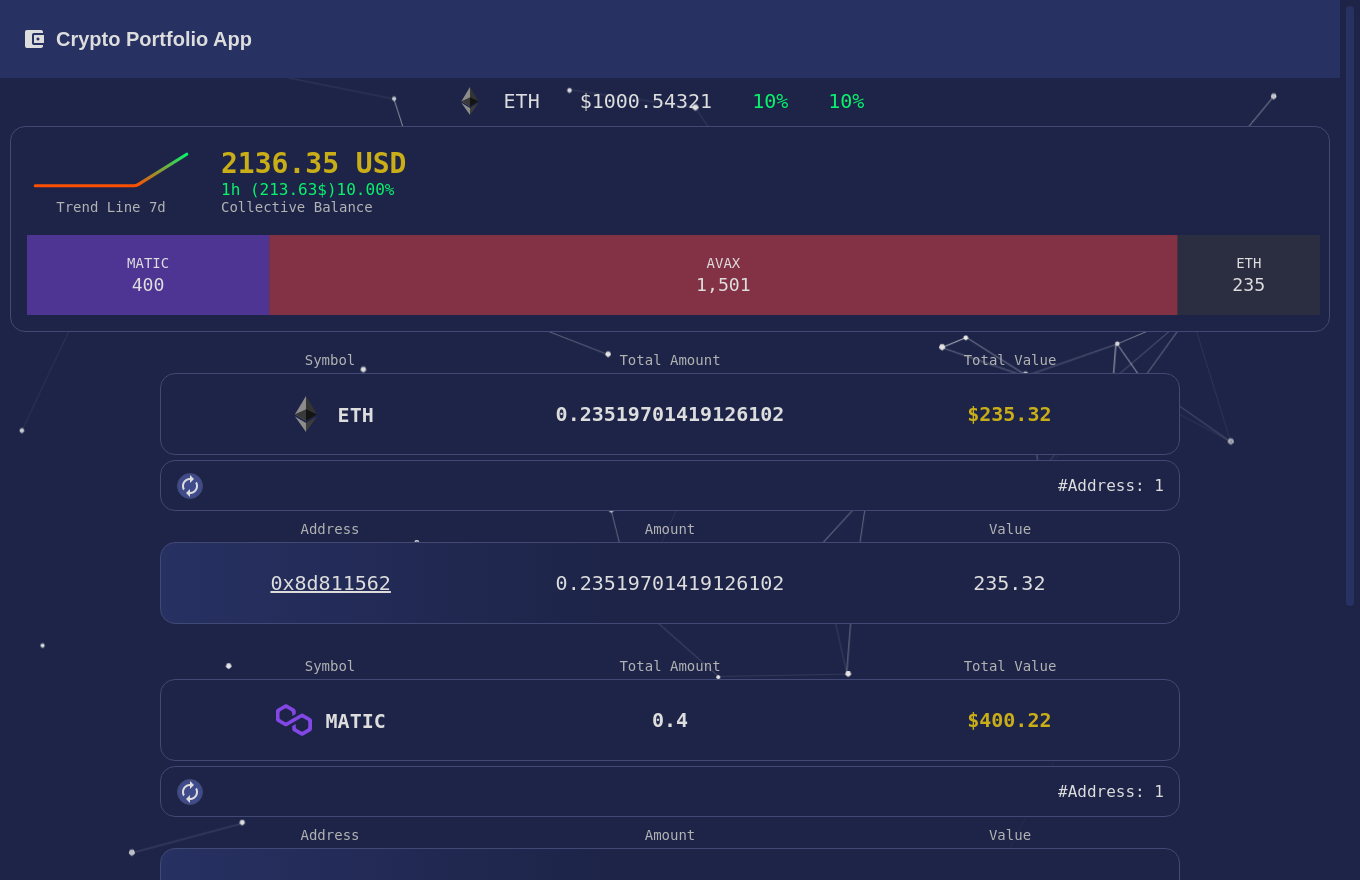 Crypto Portfolio App
ETH $1000.54321 10% 10%
2136.35 USD
1h (213.63$)10.00%
Trend Line 7d Collective Balance
MATIC AVAX ETH
400 1,501 235
Symbol Total Amount Total Value
ETH 0.23519701419126102 $235.32
#Address: 1
Address Amount Value
0x8d811562 0.23519701419126102 235.32
Symbol Total Amount Total Value
MATIC 0.4 $400.22
#Address: 1
Address Amount Value